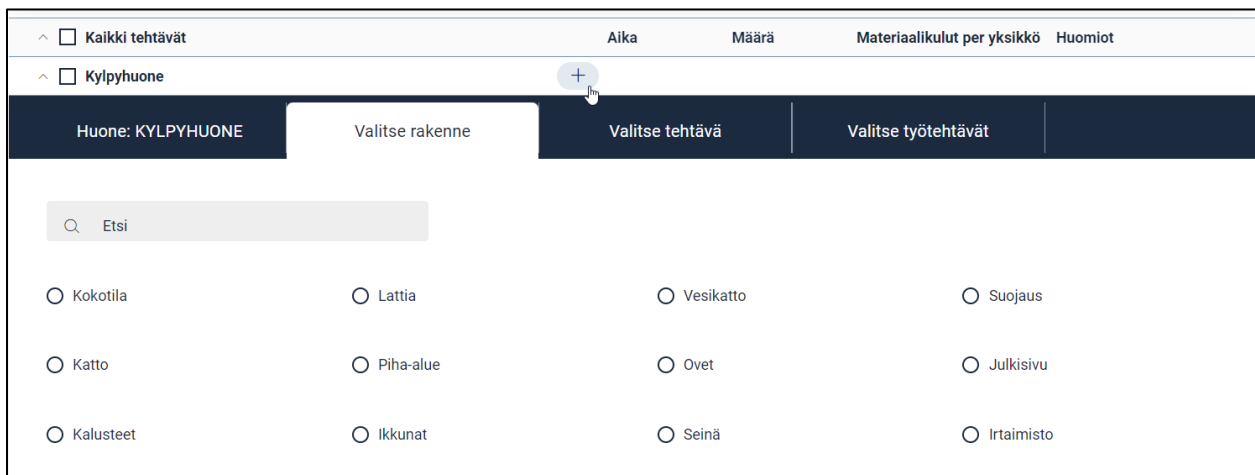 Kaikki tehtävät Aika Määrä Materiaalikulut per yksikkö Huomiot
Kylpyhuone
Huone: KYLPYHUONE Valitse rakenne Valitse tehtävä Valitse työtehtävät
Etsi
Kokotila Lattia Vesikatto Suojaus
Katto Piha-alue Ovet Julkisivu
Kalusteet Ikkunat Seinä Irtaimisto